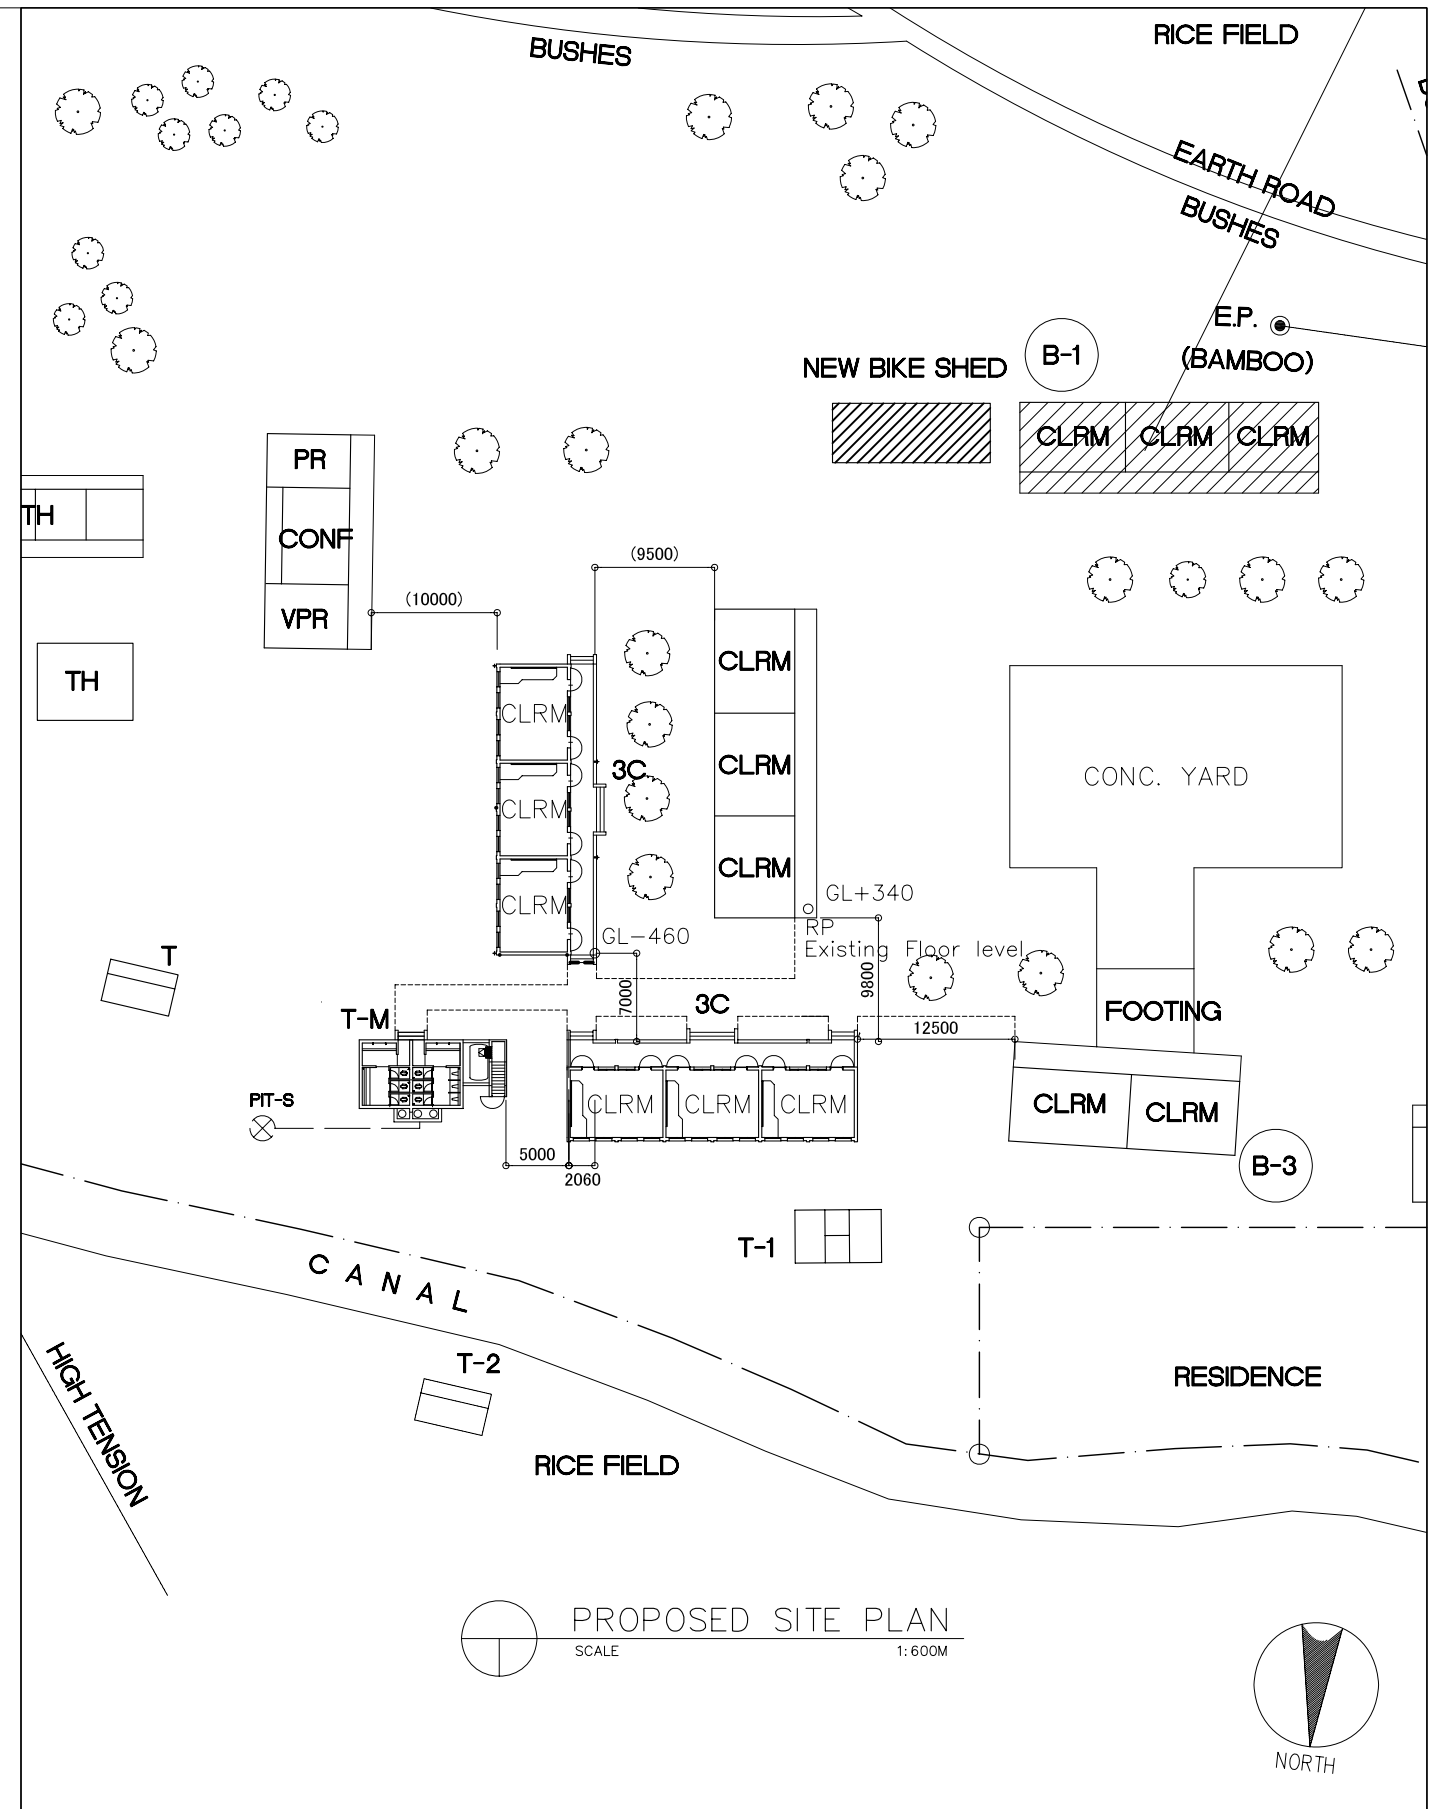 RICE FIELD
BUSHES
EARTH ROAD
BUSHES
E.P.
(BAMBOO)
B-1
NEW BIKE SHED
CLRM
CLRM
CLRM
PR
CONF
VPR
TH
TH
(9500)
(10000)
CLRM
CLRM
CLRM
3C
CLRM
CLRM
CLRM
CONC. YARD
GL+340
RP
Existing Floor level
GL-460
T
7000
9800
3C
T-M
12500
FOOTING
PIT-S
CLRM
CLRM
CLRM
CLRM
CLRM
5000
2060
B-3
T-1
CANAL
T-2
RESIDENCE
HIGH TENSION
RICE FIELD
PROPOSED SITE PLAN
SCALE
1:600M
NORTH